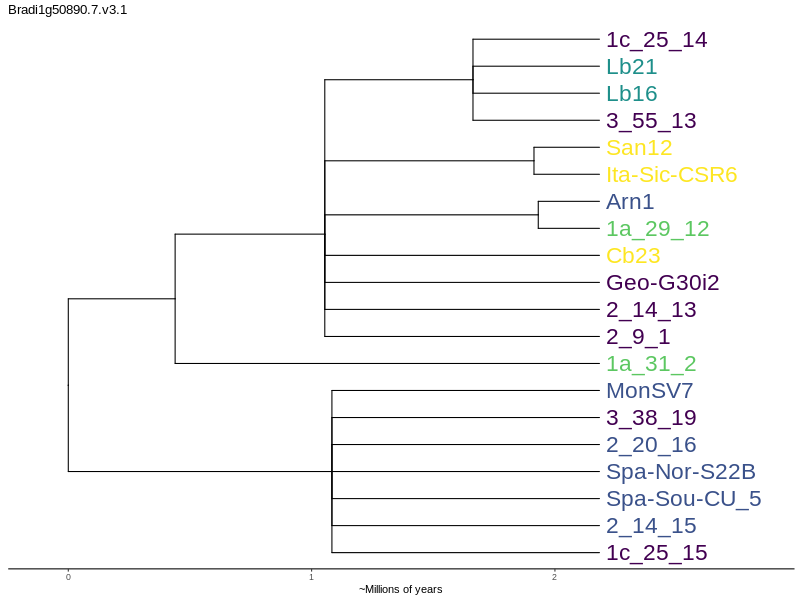 Bradi1g50890.7.v3.1
1c_25_14
Lb21
Lb16
3_55_13
San12
Ita-Sic-CSR6
Arn1
1a_29_12
Cb23
Geo-G30i2
2_14_13
2_9_1
1a_31_2
MonSV7
3_38_19
2_20_16
Spa-Nor-S22B
Spa-Sou-CU_5
2_14_15
1c_25_15
0 1 2
~Millions of years